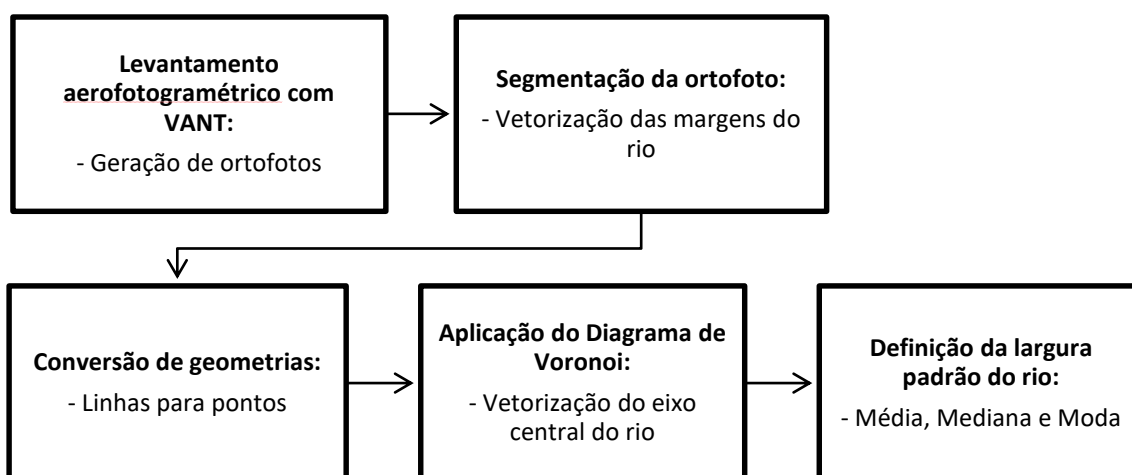 Levantamento
aerofotogramétrico com
VANT:
- Geração de ortofotos
Segmentação da ortofoto:
- Vetorização das margens do
rio
Conversão de geometrias:
- Linhas para pontos
Aplicação do Diagrama de
Voronoi:
- Vetorização do eixo
central do rio
Definição da largura
padrão do rio:
- Média, Mediana e Moda